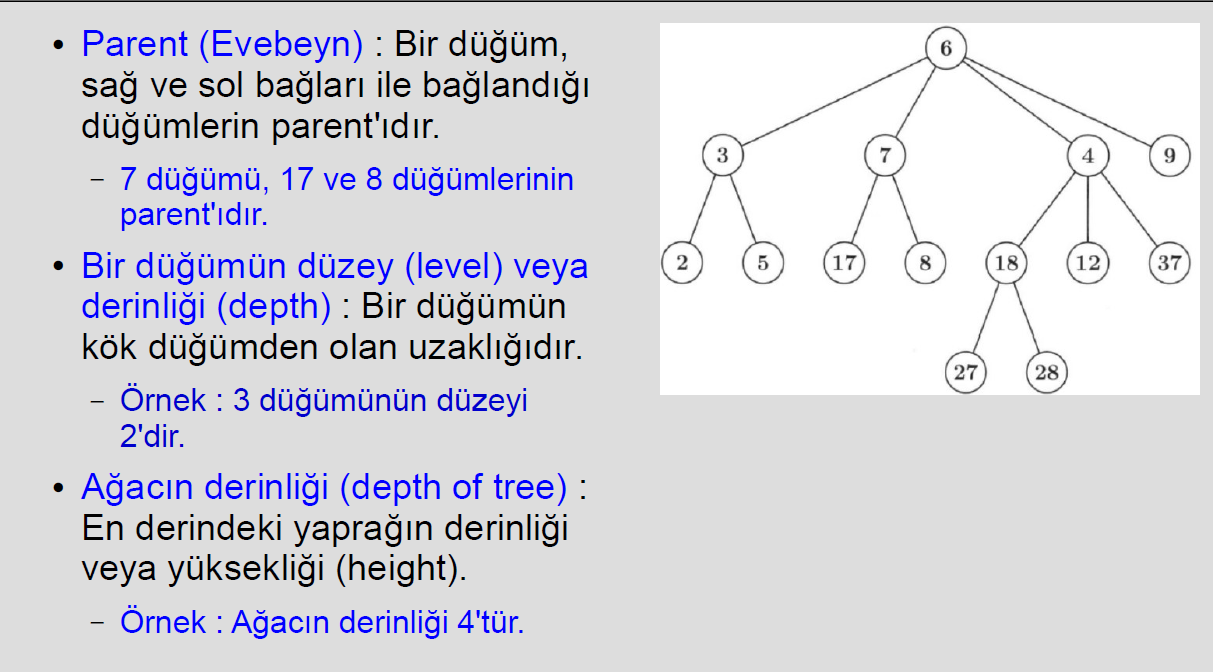 • Parent (Evebeyn) : Bir düğüm,
sağ ve sol bağları ile bağlandığı
düğümlerin parent'ıdır.
– 7 düğümü, 17 ve 8 düğümlerinin
parent'ıdır.
• Bir düğümün düzey (level) veya
derinliği (depth) : Bir düğümün
kök düğümden olan uzaklığıdır.
– Örnek : 3 düğümünün düzeyi
2'dir.
• Ağacın derinliği (depth of tree) :
En derindeki yaprağın derinliği
veya yüksekliği (height).
– Örnek : Ağacın derinliği 4'tür.
6
3 7 4 9
2 5 17 8 18 12 37
27 28